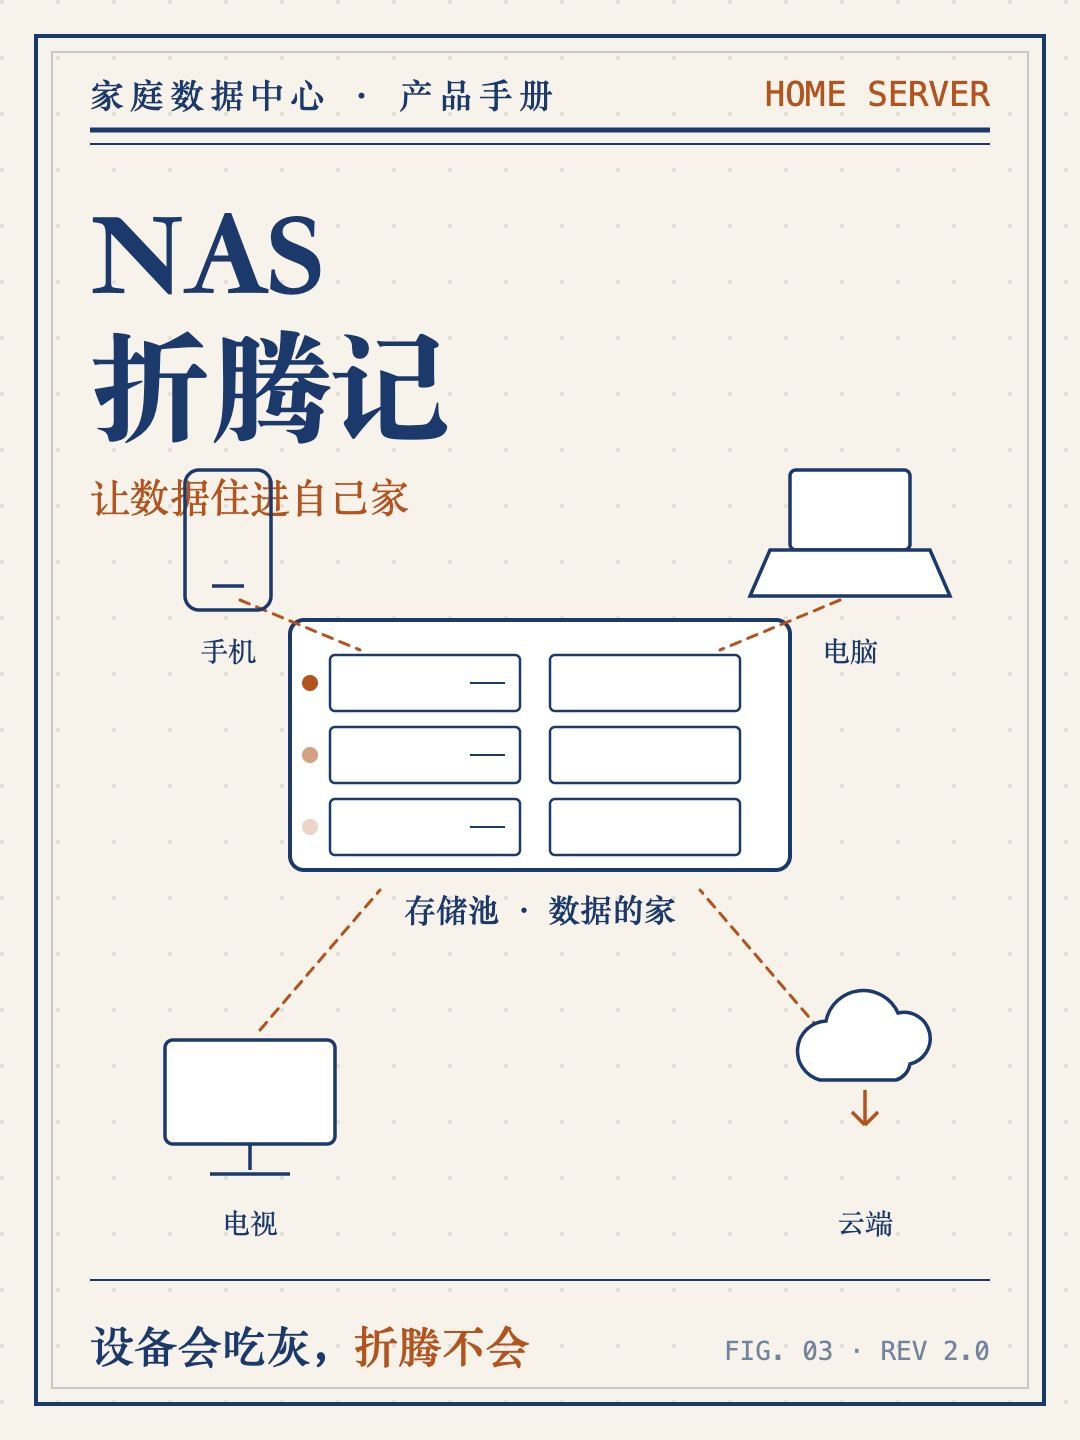 家庭数据中心 · 产品手册
HOME SERVER
NAS
折腾记
让数据住进自己家
手机
电脑
存储池 · 数据的家
电视
云端
设备会吃灰，折腾不会
FIG. 03 · REV 2.0